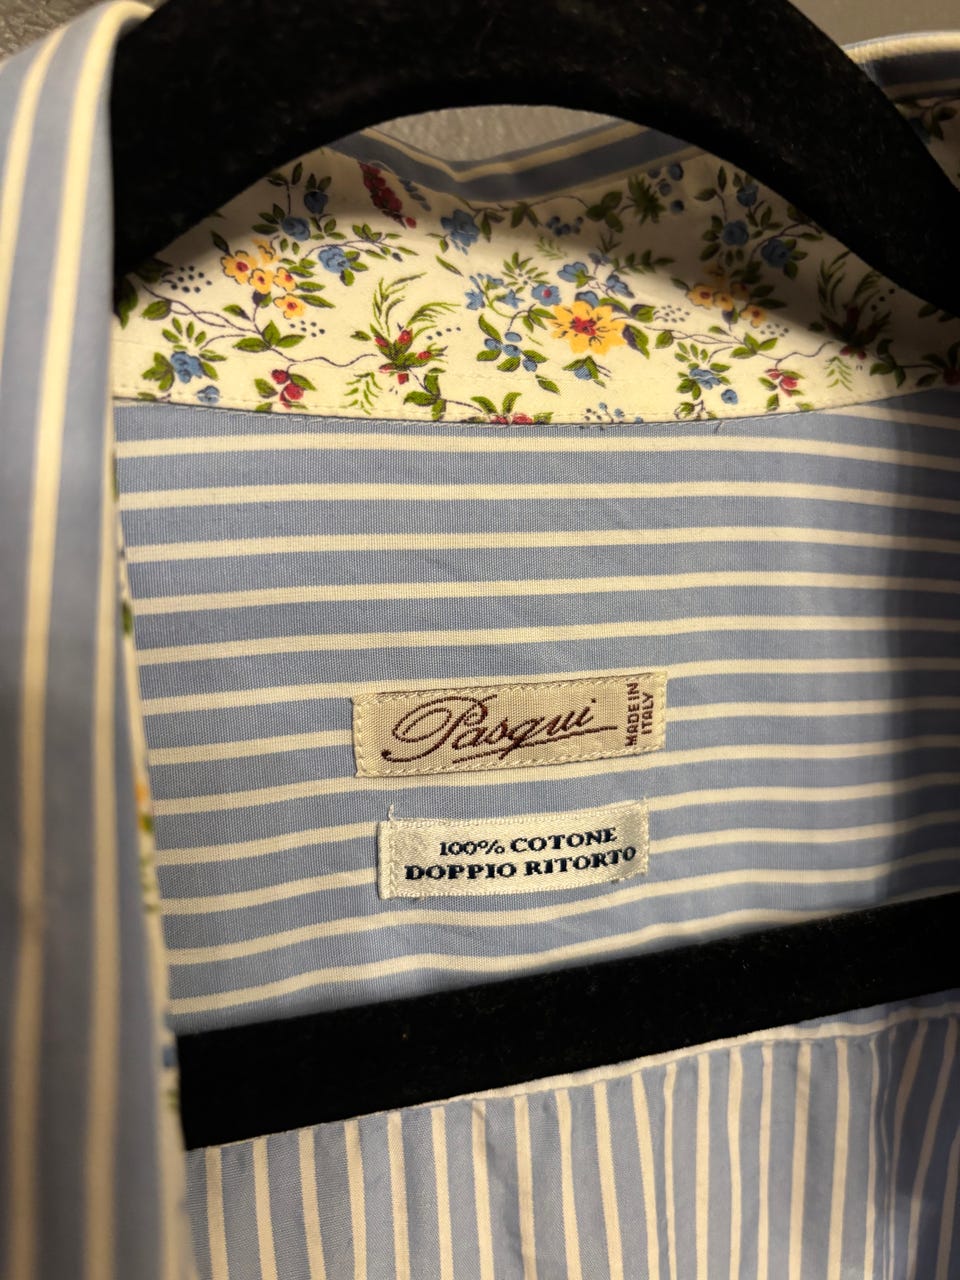 Pasqui
MADE IN
ITALY
100% COTONE
DOPPIO RITORTO